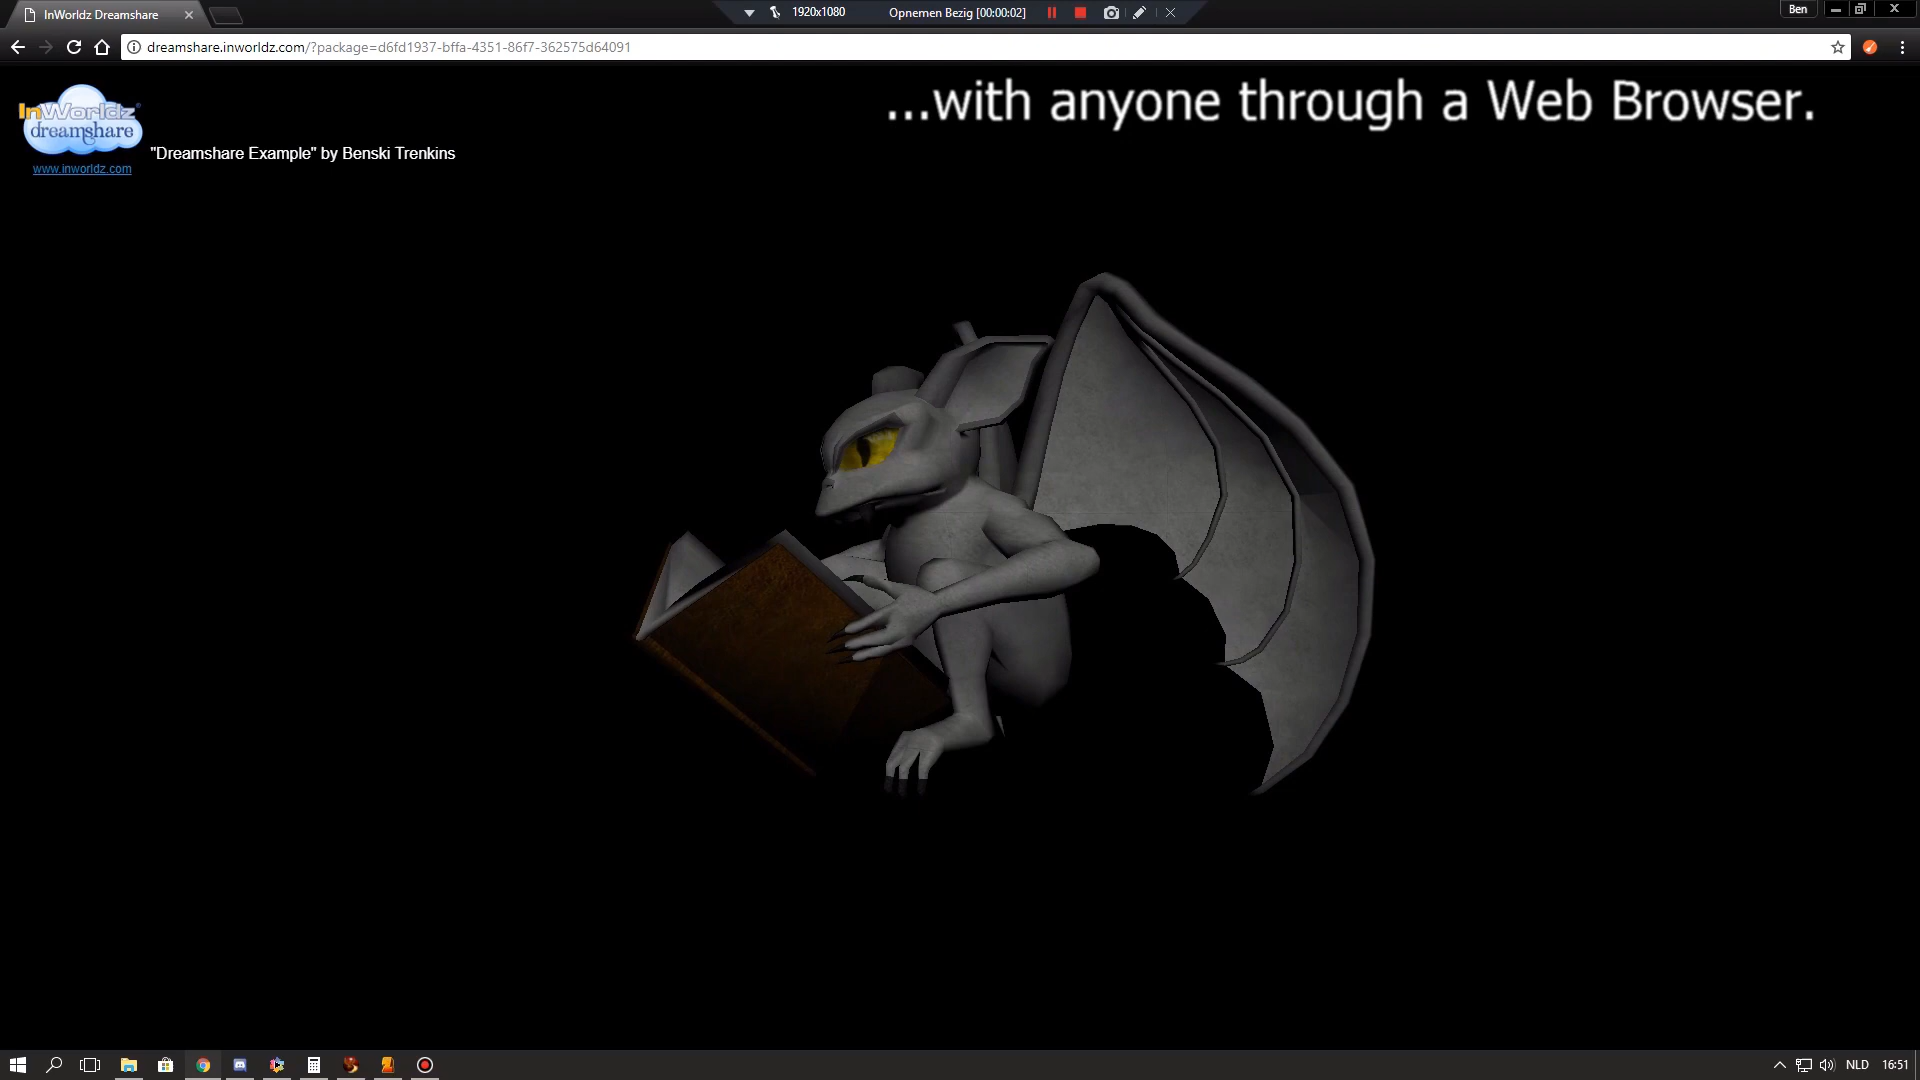 InWorldz Dreamshare
1920x1080
Opnemen Bezig [00:00:02]
Ben
dreamshare.inworldz.com/?package=d6fd1937-bffa-4351-86f7-362575d64091
...with anyone through a Web Browser.
InWorldz®
dreamshare
www.inworldz.com
"Dreamshare Example" by Benski Trenkins
NLD
16:51